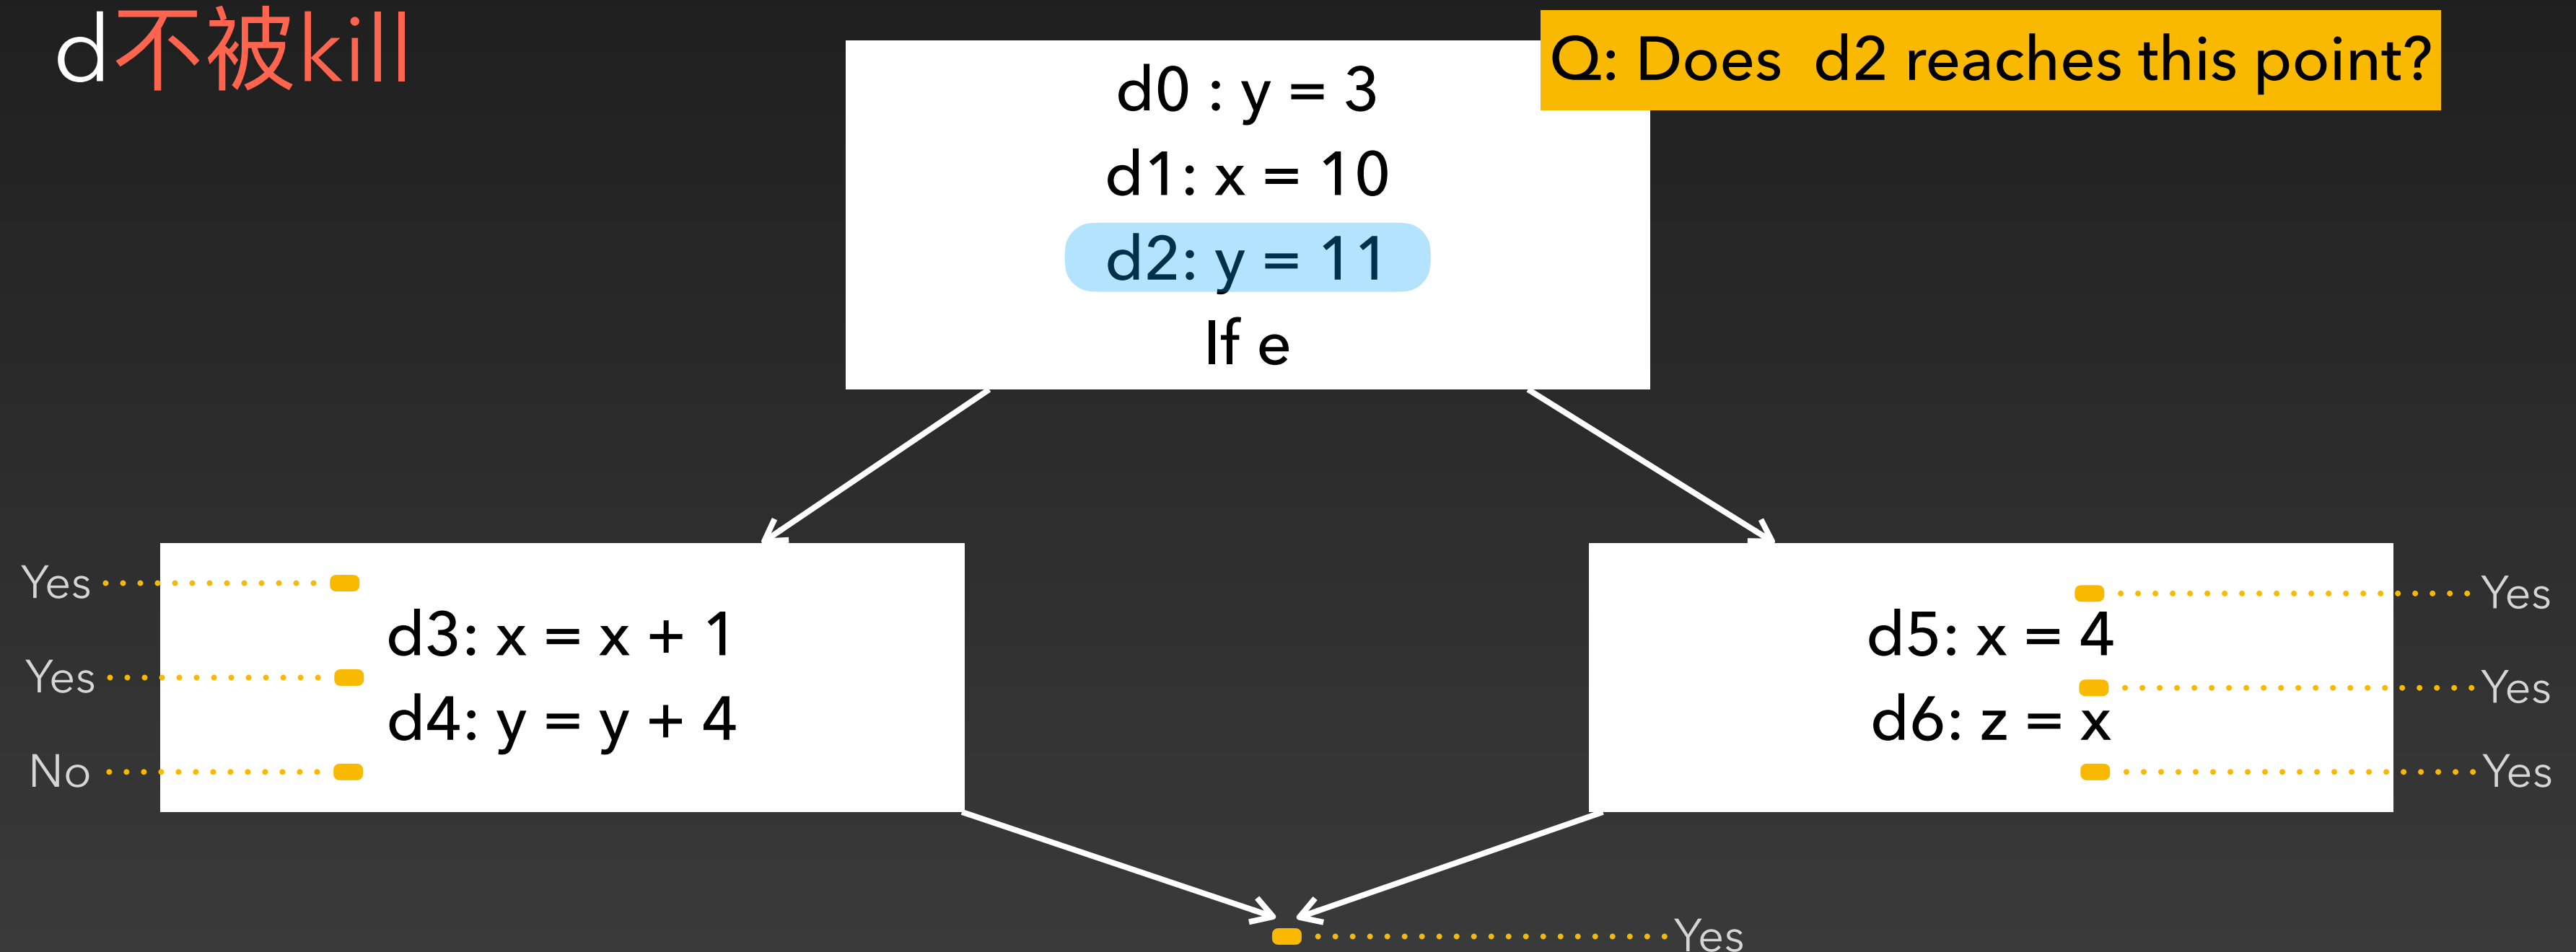 d不被kill
Q: Does  d2 reaches this point?
d0 : y = 3
d1: x = 10
d2: y = 11
If e
Yes
d3: x = x + 1
Yes
d4: y = y + 4
No
Yes
d5: x = 4
Yes
d6: z = x
Yes
Yes